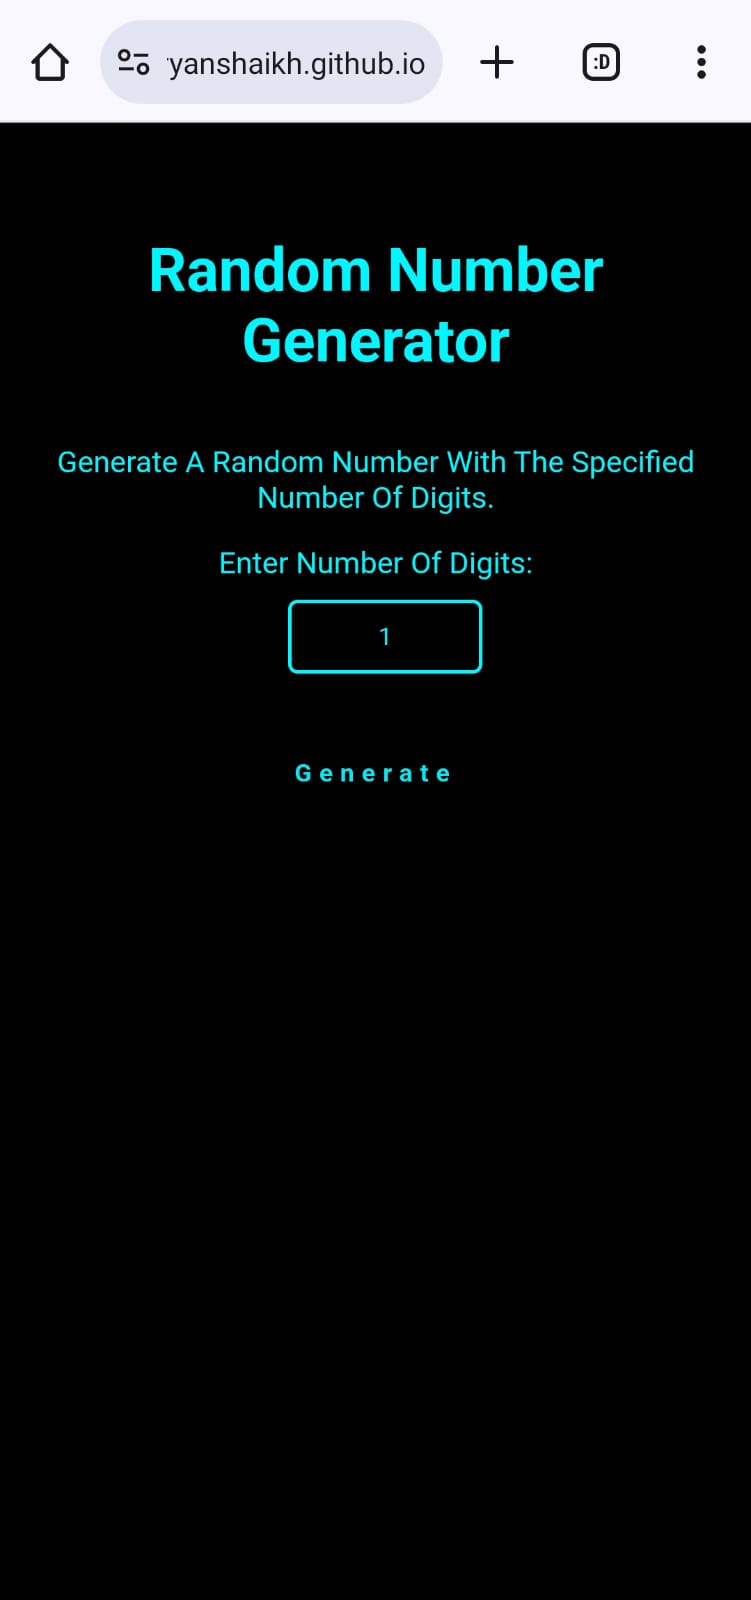 yanshaikh.github.io
:D
Random Number
Generator
Generate A Random Number With The Specified
Number Of Digits.
Enter Number Of Digits:
1
Generate